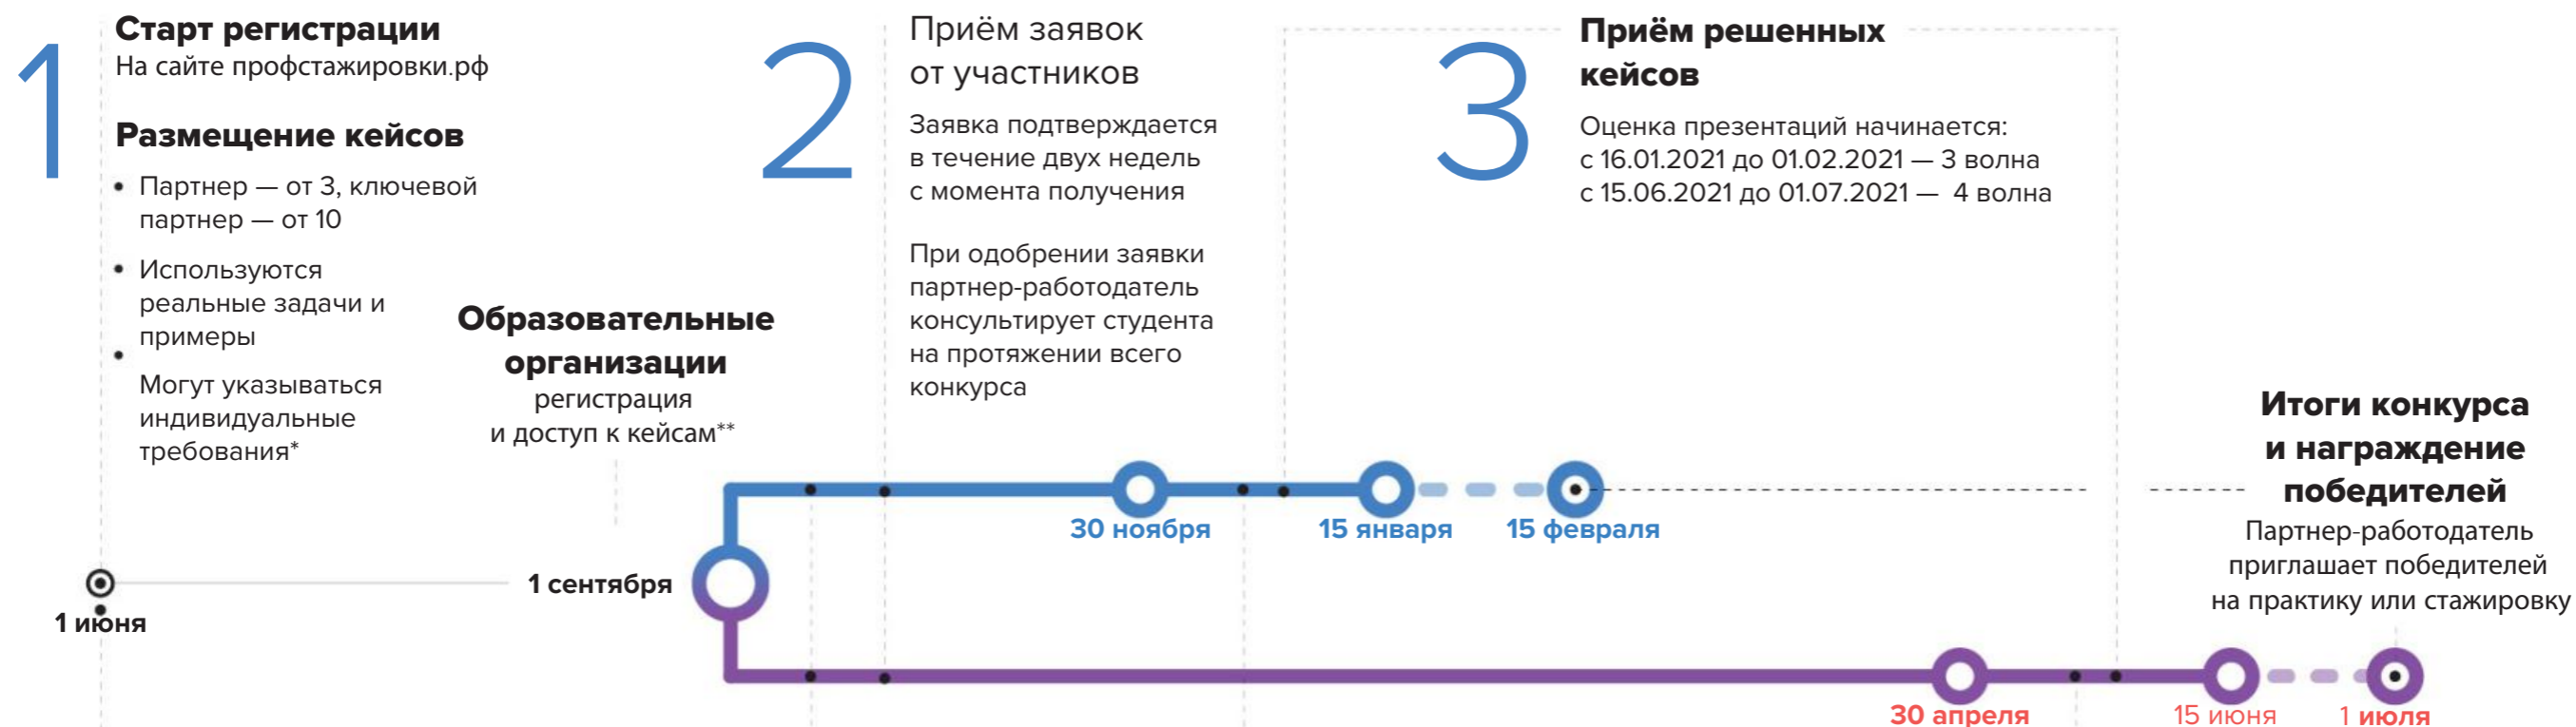 1
Старт регистрации
На сайте профстажировки.рф
Размещение кейсов
• Партнер — от 3, ключевой
партнер — от 10
• Используются
реальные задачи и
примеры
•
Могут указываться
индивидуальные
требования*
Образовательные
организации
регистрация
и доступ к кейсам**
2
Приём заявок
от участников
Заявка подтверждается
в течение двух недель
с момента получения
При одобрении заявки
партнер-работодатель
консультирует студента
на протяжении всего
конкурса
3
Приём решенных
кейсов
Оценка презентаций начинается:
с 16.01.2021 до 01.02.2021 — 3 волна
с 15.06.2021 до 01.07.2021 — 4 волна
Итоги конкурса
и награждение
победителей
Партнер-работодатель
приглашает победителей
на практику или стажировку
30 ноября
15 января
15 февраля
1 сентября
1 июня
30 апреля
15 июня
1 июля